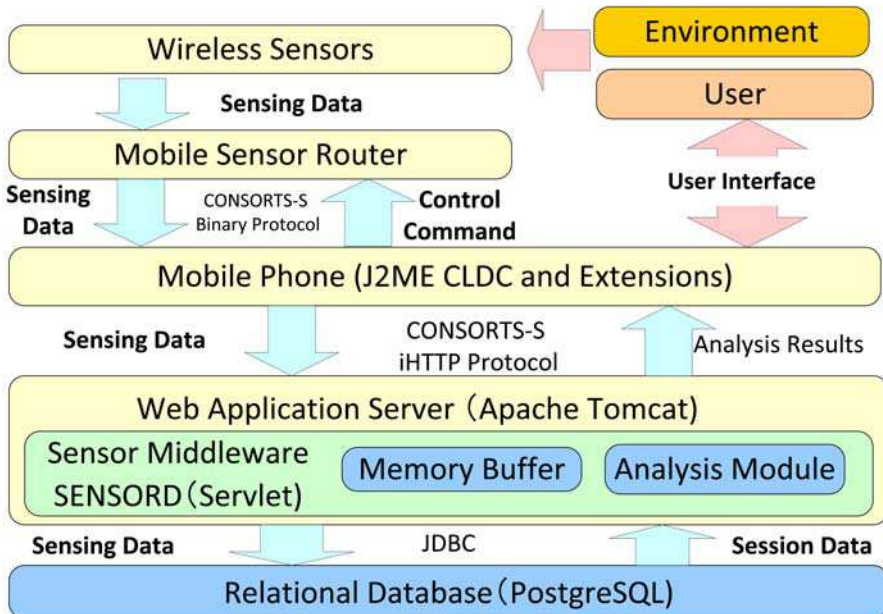 Environment
Wireless Sensors
User
Sensing Data
Mobile Sensor Router
User Interface
Sensing
Data
CONSORTS-S
Binary Protocol
Control
Command
Mobile Phone (J2ME CLDC and Extensions)
Sensing Data
CONSORTS-S
iHTTP Protocol
Analysis Results
Web Application Server（Apache Tomcat)
Sensor Middleware
SENSORD（Servlet)
Memory Buffer
Analysis Module
Sensing Data
JDBC
Session Data
Relational Database（PostgreSQL)